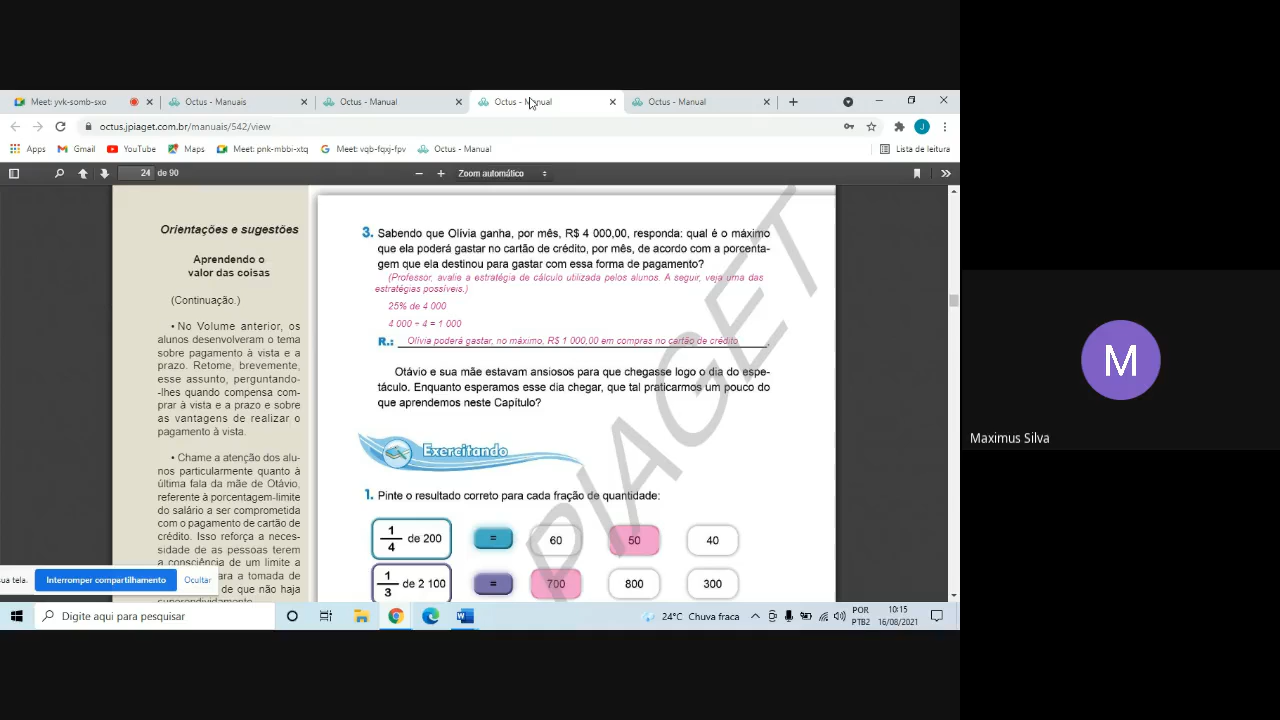 Meet: yvk-somb-sxo
Octus - Manuais
Octus - Manual
Octus - Manual
Octus - Manual
octus.jpiaget.com.br/manuais/542/view
Apps
Gmail
YouTube
Maps
Meet: pnk-mbbi-xtq
Meet: vqb-fqxj-fpv
Octus - Manual
Lista de leitura
24 de 90
Zoom automático
Orientações e sugestões
Aprendendo o
valor das coisas
(Continuação.)
• No Volume anterior, os
alunos desenvolveram o tema
sobre pagamento à vista e a
prazo. Retome, brevemente,
esse assunto, perguntando-
-lhes quando compensa com-
prar à vista e a prazo e sobre
as vantagens de realizar o
pagamento à vista.
• Chame a atenção dos alu-
nos particularmente quanto à
última fala da mãe de Otávio,
referente à porcentagem-limite
do salário a ser comprometida
com o pagamento de cartão de
crédito. Isso reforça a neces-
sidade de as pessoas terem
a consciência de um limite a
ara a tomada de
de que não haja
superendividamento
3. Sabendo que Olívia ganha, por mês, R$ 4 000,00, responda: qual é o máximo
que ela poderá gastar no cartão de crédito, por mês, de acordo com a porcenta-
gem que ela destinou para gastar com essa forma de pagamento?
(Professor, avalie a estratégia de cálculo utilizada pelos alunos. A seguir, veja uma das
estratégias possíveis.)
25% de 4 000
4 000 ÷ 4 = 1 000
R.: Olívia poderá gastar, no máximo, R$ 1 000,00 em compras no cartão de crédito.
Otávio e sua mãe estavam ansiosos para que chegasse logo o dia do espe-
táculo. Enquanto esperamos esse dia chegar, que tal praticarmos um pouco do
que aprendemos neste Capítulo?
Exercitando
1. Pinte o resultado correto para cada fração de quantidade:
1/4 de 200 = 60 50 40
1/3 de 2 100 = 700 800 300
PIAGET
sua tela.
Interromper compartilhamento
Ocultar
Digite aqui para pesquisar
24°C Chuva fraca
POR
PTB2
10:15
16/08/2021
M
Maximus Silva